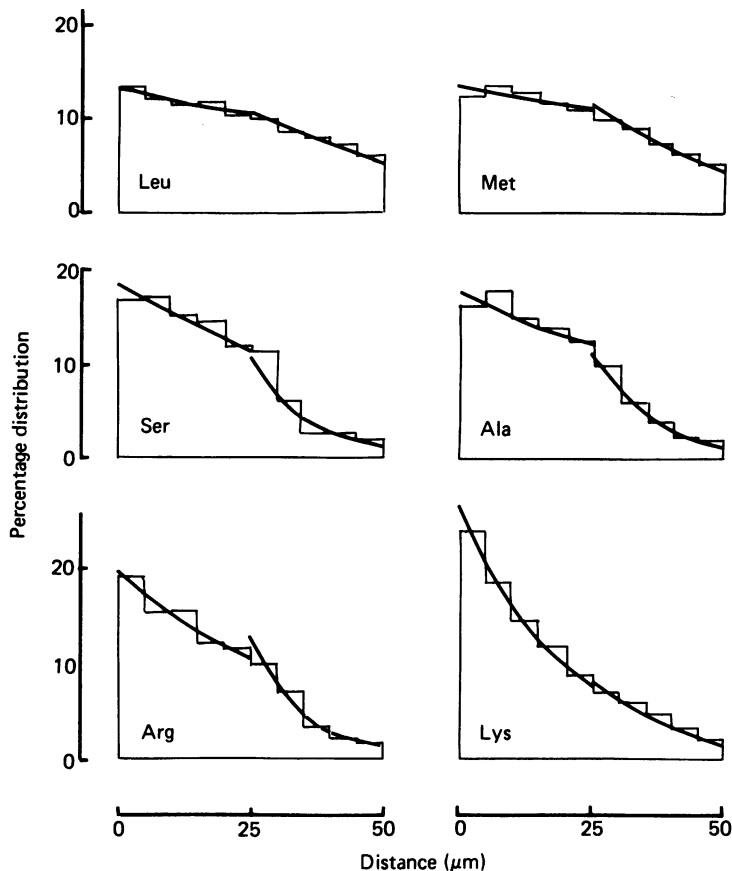 20
10
0
Leu
Met
20
10
0
Ser
Ala
Percentage distribution
20
10
0
Arg
Lys
0 25 50 0 25 50
Distance (μm)